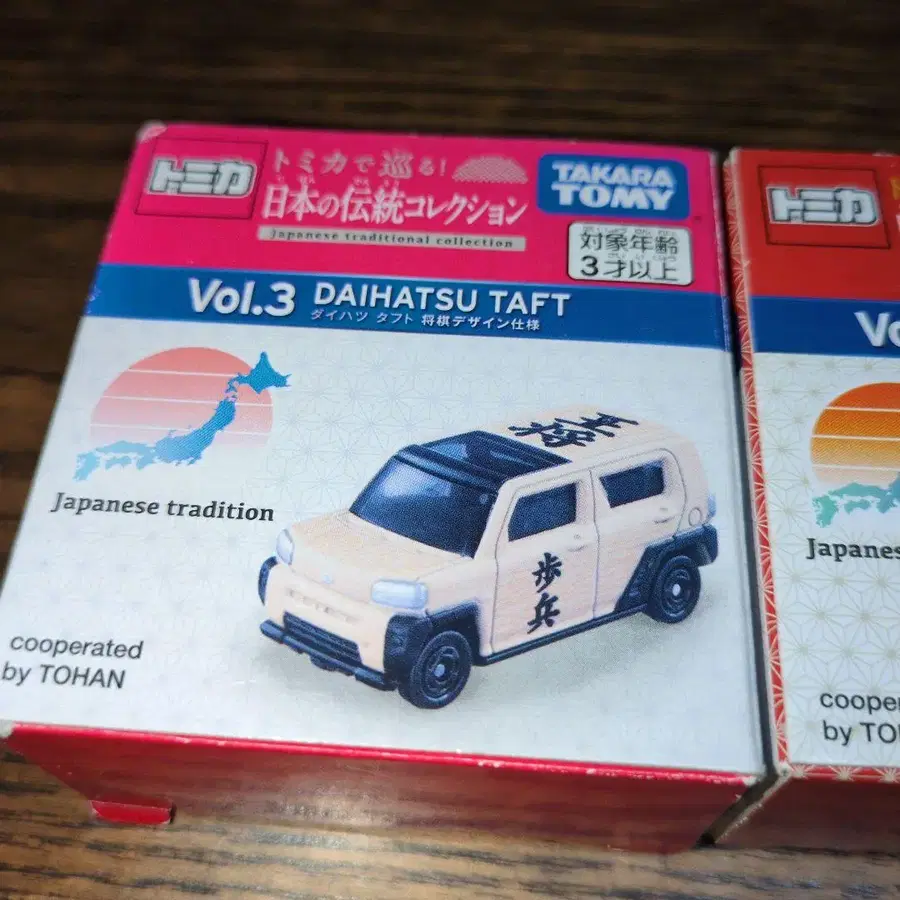 トミカ
トミカで巡る!
日本の伝統コレクション
Japanese traditional collection
TAKARA
TOMY
対象年齢
3才以上
Vol.3 DAIHATSU TAFT
ダイハツ タフト 将棋デザイン仕様
Japanese tradition
歩兵
cooperated
by TOHAN
トミカ
Japanes
by TO